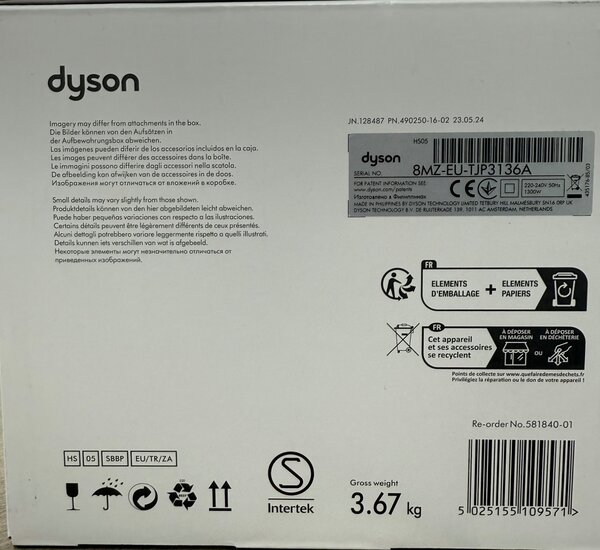 dyson
Imagery may differ from attachments in the box.
Die Bilder können von den Aufsätzen in
der Aufbewahrungsbox abweichen.
Las imágenes pueden diferir de los accesorios incluidos en la caja.
Les images peuvent différer des accessoires dans la boîte.
Le immagini possono differire dagli accessori nella scatola.
De afbeelding kan afwijken van de accessoires in de doos.
Изображения могут отличаться от вложений в коробке.
Small details may vary slightly from those shown.
Produktdetails können von den hier abgebildeten leicht abweichen.
Puede haber pequeñas variaciones con respecto a las ilustraciones.
Certains détails peuvent être légèrement différents de ceux présentés.
Alcuni dettagli potrebbero variare leggermente rispetto a quelli illustrati.
Details kunnen iets verschillen van wat is afgebeeld.
Некоторые элементы могут незначительно отличаться от
приведенных изображений.
JN.128487 PN.490250-16-02 23.05.24
HS05
dyson
SERIAL NO.
8MZ-EU-TJP3136A
FOR PATENT INFORMATION SEE
www.dyson.com/patents
CE
220-240V 50Hz
1300W
Изготовлено в Филиппинах
MADE IN PHILIPPINES BY DYSON TECHNOLOGY LIMITED TETBURY HILL MALMESBURY SN16 0RP UK
DYSON TECHNOLOGY B.V. DE RUITERKADE 139, 1011 AC AMSTERDAM, NETHERLANDS
FR
ELEMENTS
D'EMBALLAGE
+
ELEMENTS
PAPIERS
FR
Cet appareil
et ses accessoires
se recyclent
À DÉPOSER
EN MAGASIN
OU
À DÉPOSER
EN DÉCHÈTERIE
Points de collecte sur www.quefairedemesdechets.fr
Privilégiez la réparation ou le don de votre appareil !
Re-order No.581840-01
HS 05 SBBP EU/TR/ZA
S
Intertek
Gross weight
3.67 kg
5 025155 109571 >